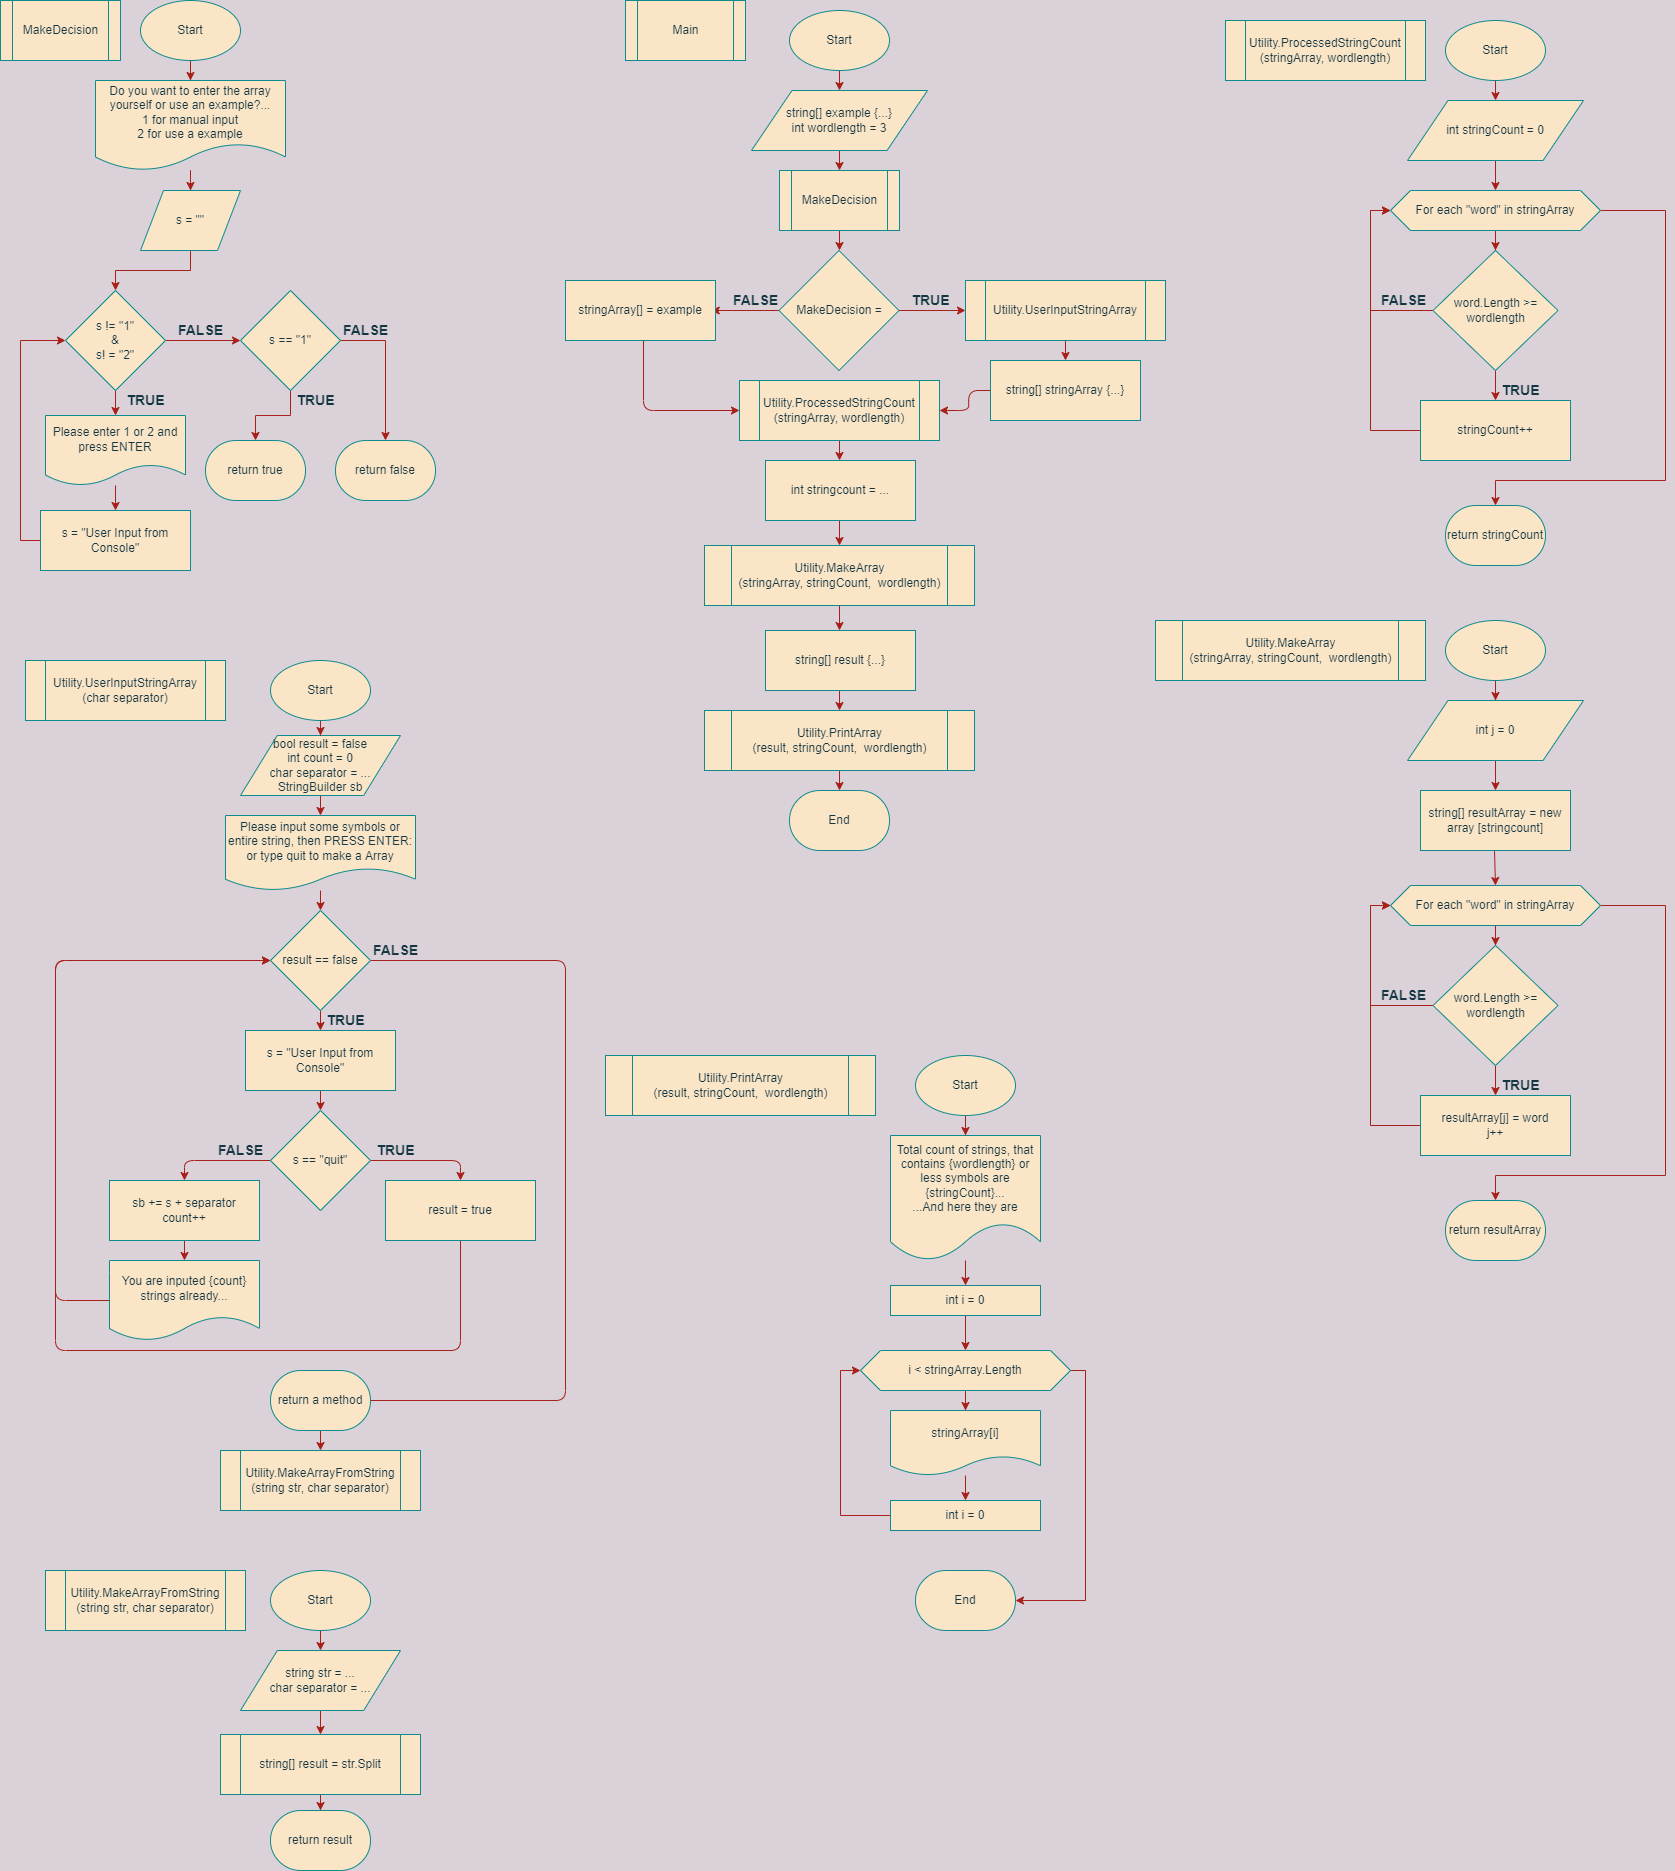 MakeDecision
Start
Do you want to enter the array
yourself or use an example?...
1 for manual input
2 for use a example
s = ""
s != "1"
&
s! = "2"
FALSE
s == "1"
FALSE
TRUE
TRUE
Please enter 1 or 2 and
press ENTER
return true
return false
s = "User Input from
Console"
Utility.UserInputStringArray
(char separator)
Start
bool result = false
int count = 0
char separator = ...
StringBuilder sb
Please input some symbols or
entire string, then PRESS ENTER:
or type quit to make a Array
result == false
FALSE
TRUE
s = "User Input from
Console"
FALSE
s == "quit"
TRUE
sb += s + separator
count++
result = true
You are inputed {count}
strings already...
return a method
Utility.MakeArrayFromString
(string str, char separator)
Utility.MakeArrayFromString
(string str, char separator)
Start
string str = ...
char separator = ...
string[] result = str.Split
return result
Main
Start
string[] example {...}
int wordlength = 3
MakeDecision
stringArray[] = example
FALSE
MakeDecision =
TRUE
Utility.UserInputStringArray
string[] stringArray {...}
Utility.ProcessedStringCount
(stringArray, wordlength)
int stringcount = ...
Utility.MakeArray
(stringArray, stringCount,  wordlength)
string[] result {...}
Utility.PrintArray
(result, stringCount,  wordlength)
End
Utility.PrintArray
(result, stringCount,  wordlength)
Start
Total count of strings, that
contains {wordlength} or
less symbols are
{stringCount}...
...And here they are
int i = 0
i < stringArray.Length
stringArray[i]
int i = 0
End
Utility.ProcessedStringCount
(stringArray, wordlength)
Start
int stringCount = 0
For each "word" in stringArray
FALSE
word.Length >=
wordlength
TRUE
stringCount++
return stringCount
Utility.MakeArray
(stringArray, stringCount,  wordlength)
Start
int j = 0
string[] resultArray = new
array [stringcount]
For each "word" in stringArray
FALSE
word.Length >=
wordlength
TRUE
resultArray[j] = word
j++
return resultArray